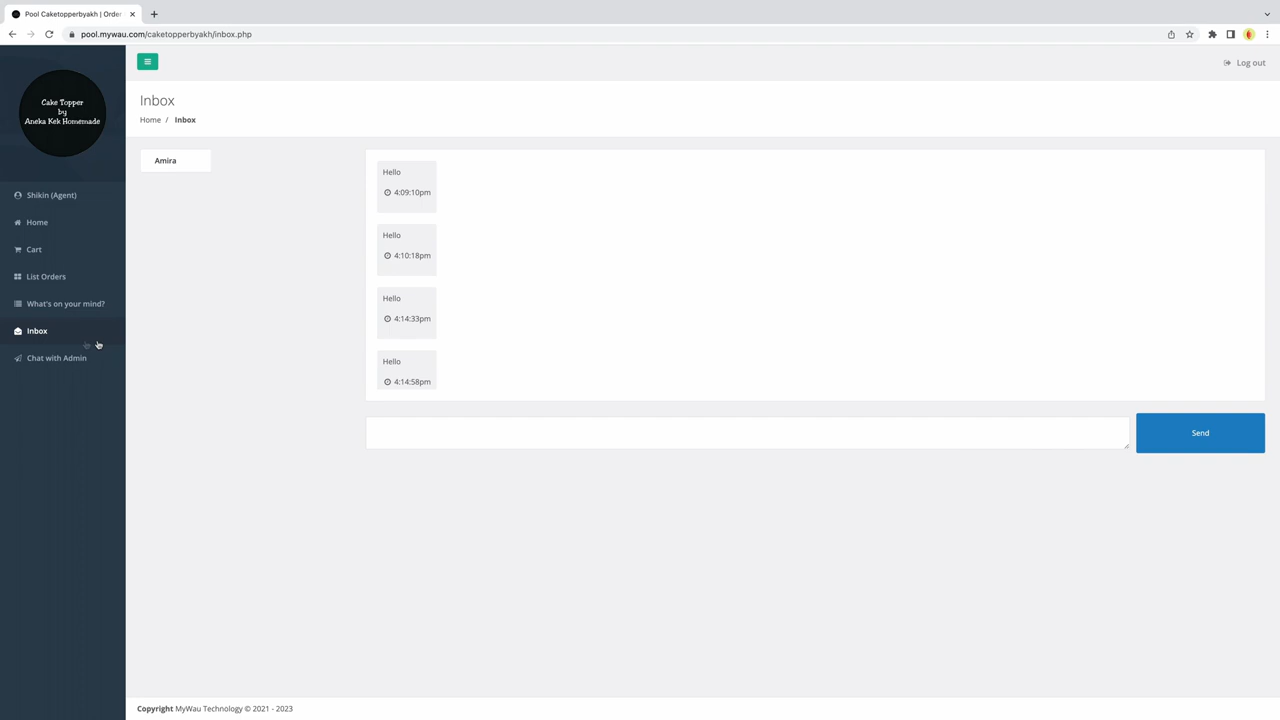 Pool Caketopperbyakh | Order
pool.mywau.com/caketopperbyakh/inbox.php
Cake Topper
by
Aneka Kek Homemade
Log out
Inbox
Home / Inbox
Shikin (Agent)
Home
Cart
List Orders
What's on your mind?
Inbox
Chat with Admin
Amira
Hello
4:09:10pm
Hello
4:10:18pm
Hello
4:14:33pm
Hello
4:14:58pm
Send
Copyright MyWau Technology © 2021 - 2023